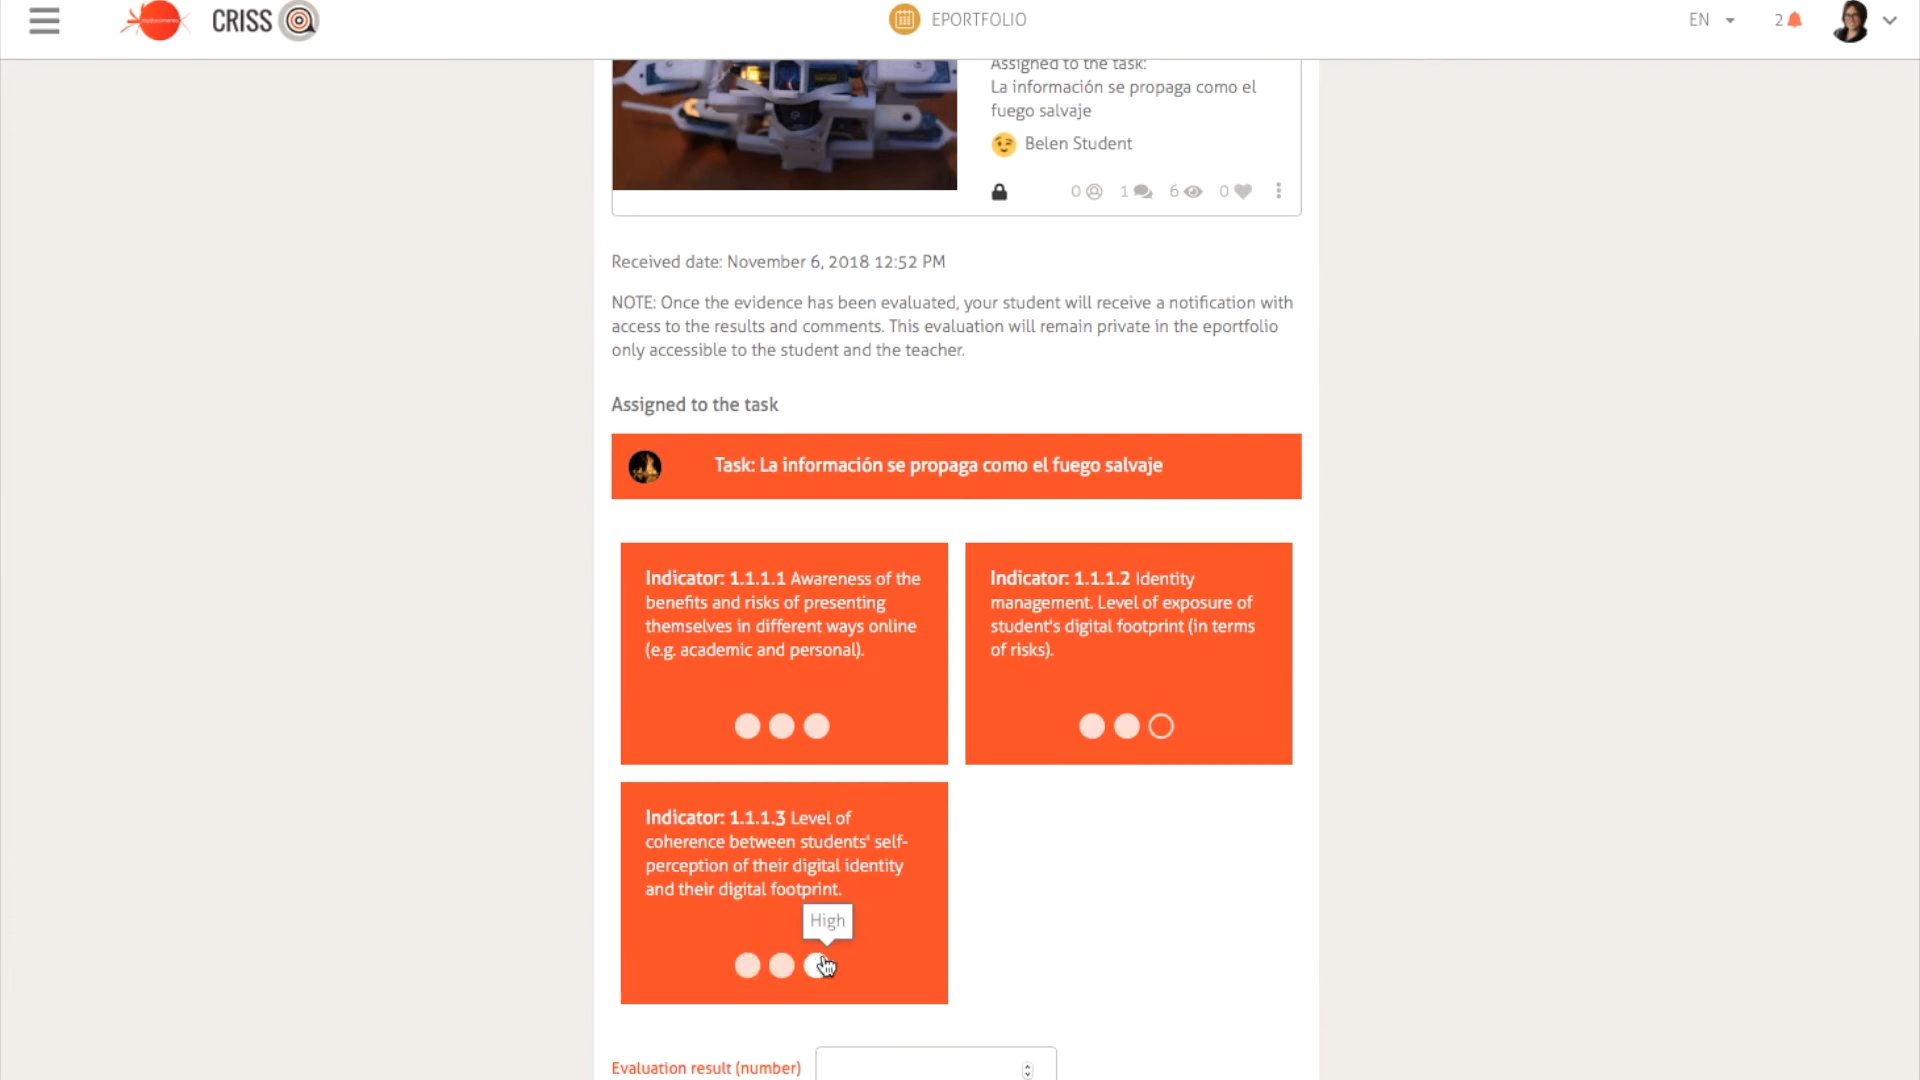 CRISS
EPORTFOLIO
EN
2
Assigned to the task:
La información se propaga como el
fuego salvaje
Belen Student
0 1 6 0
Received date: November 6, 2018 12:52 PM
NOTE: Once the evidence has been evaluated, your student will receive a notification with
access to the results and comments. This evaluation will remain private in the eportfolio
only accessible to the student and the teacher.
Assigned to the task
Task: La información se propaga como el fuego salvaje
Indicator: 1.1.1.1 Awareness of the
benefits and risks of presenting
themselves in different ways online
(e.g. academic and personal).
Indicator: 1.1.1.2 Identity
management. Level of exposure of
student's digital footprint (in terms
of risks).
Indicator: 1.1.1.3 Level of
coherence between students' self-
perception of their digital identity
and their digital footprint.
High
Evaluation result (number)